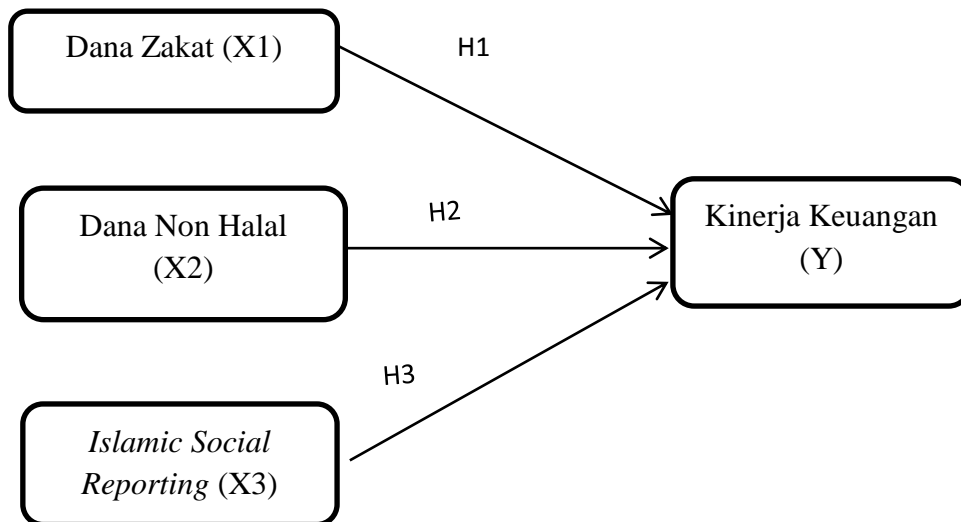 Dana Zakat (X1)
H1
Dana Non Halal
(X2)
H2
Kinerja Keuangan
(Y)
H3
Islamic Social
Reporting (X3)